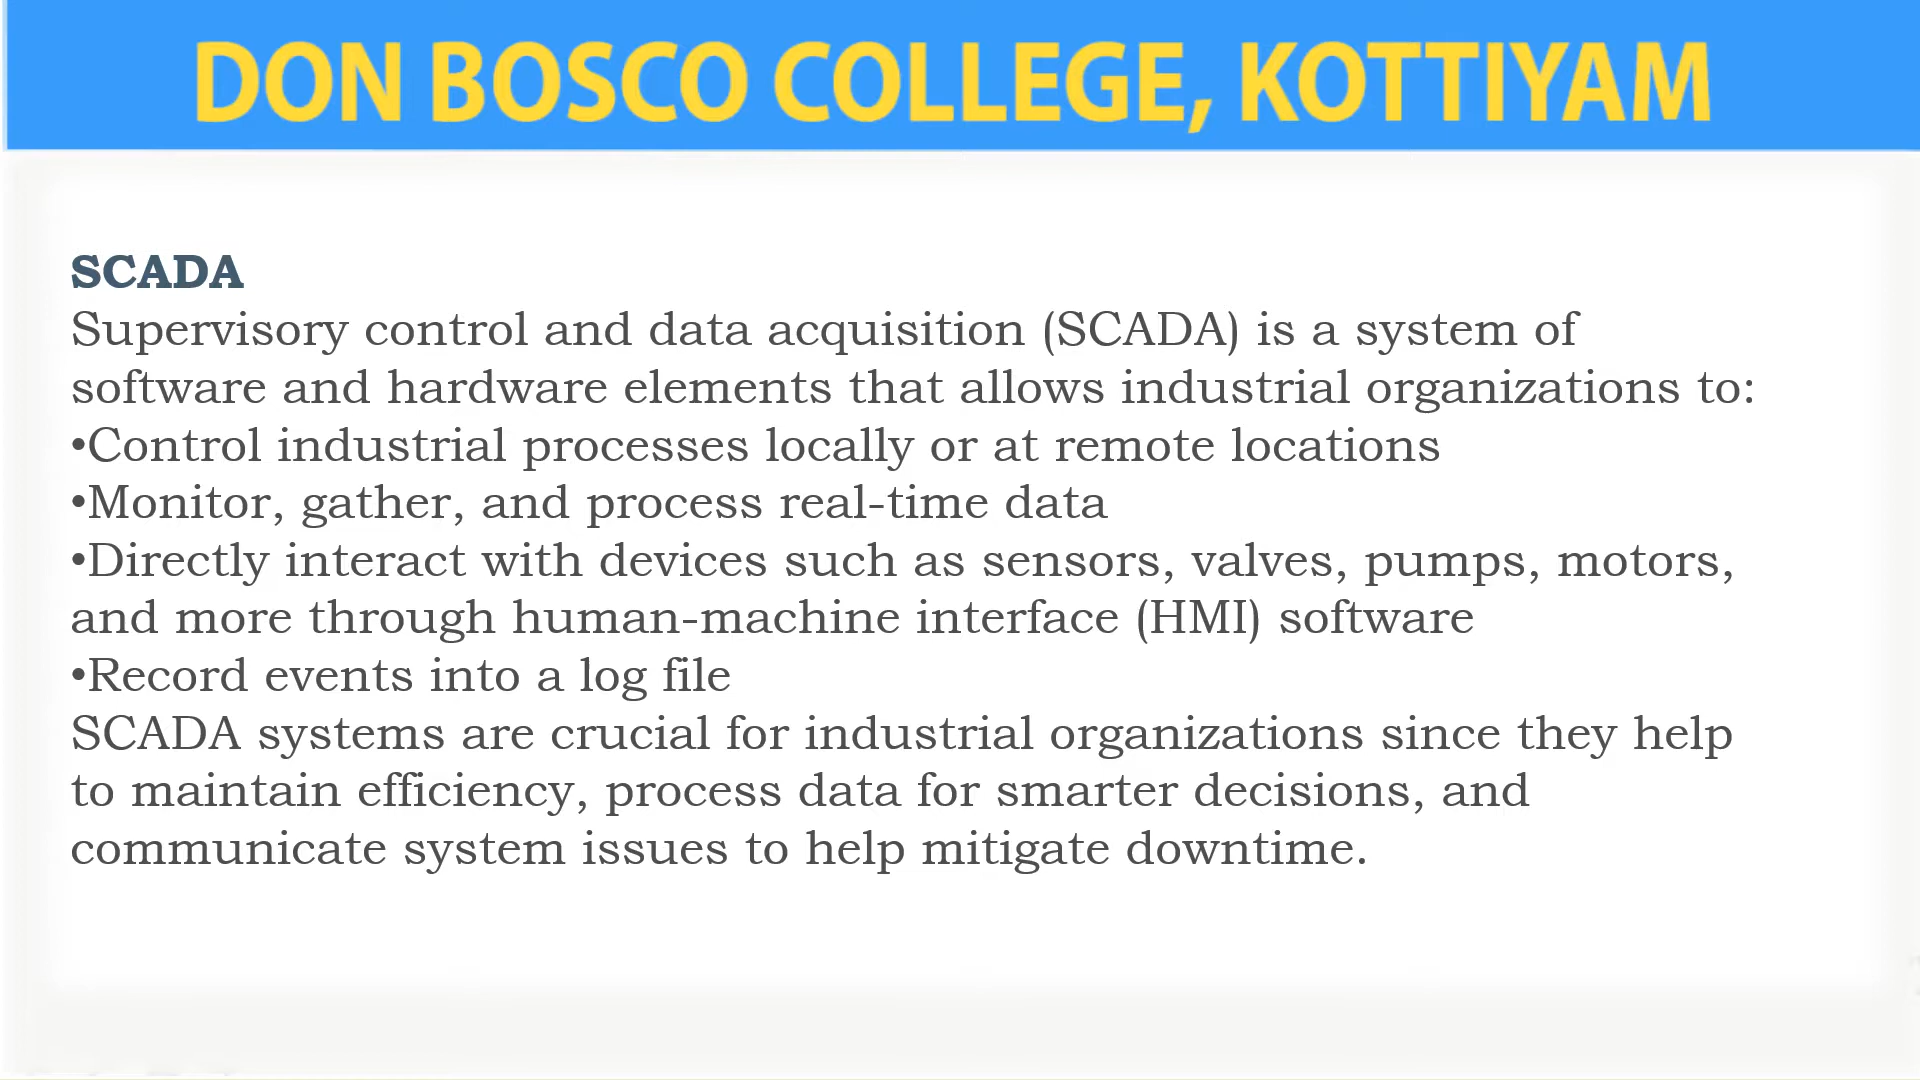 DON BOSCO COLLEGE, KOTTIYAM
SCADA
Supervisory control and data acquisition (SCADA) is a system of
software and hardware elements that allows industrial organizations to:
•Control industrial processes locally or at remote locations
•Monitor, gather, and process real-time data
•Directly interact with devices such as sensors, valves, pumps, motors,
and more through human-machine interface (HMI) software
•Record events into a log file
SCADA systems are crucial for industrial organizations since they help
to maintain efficiency, process data for smarter decisions, and
communicate system issues to help mitigate downtime.